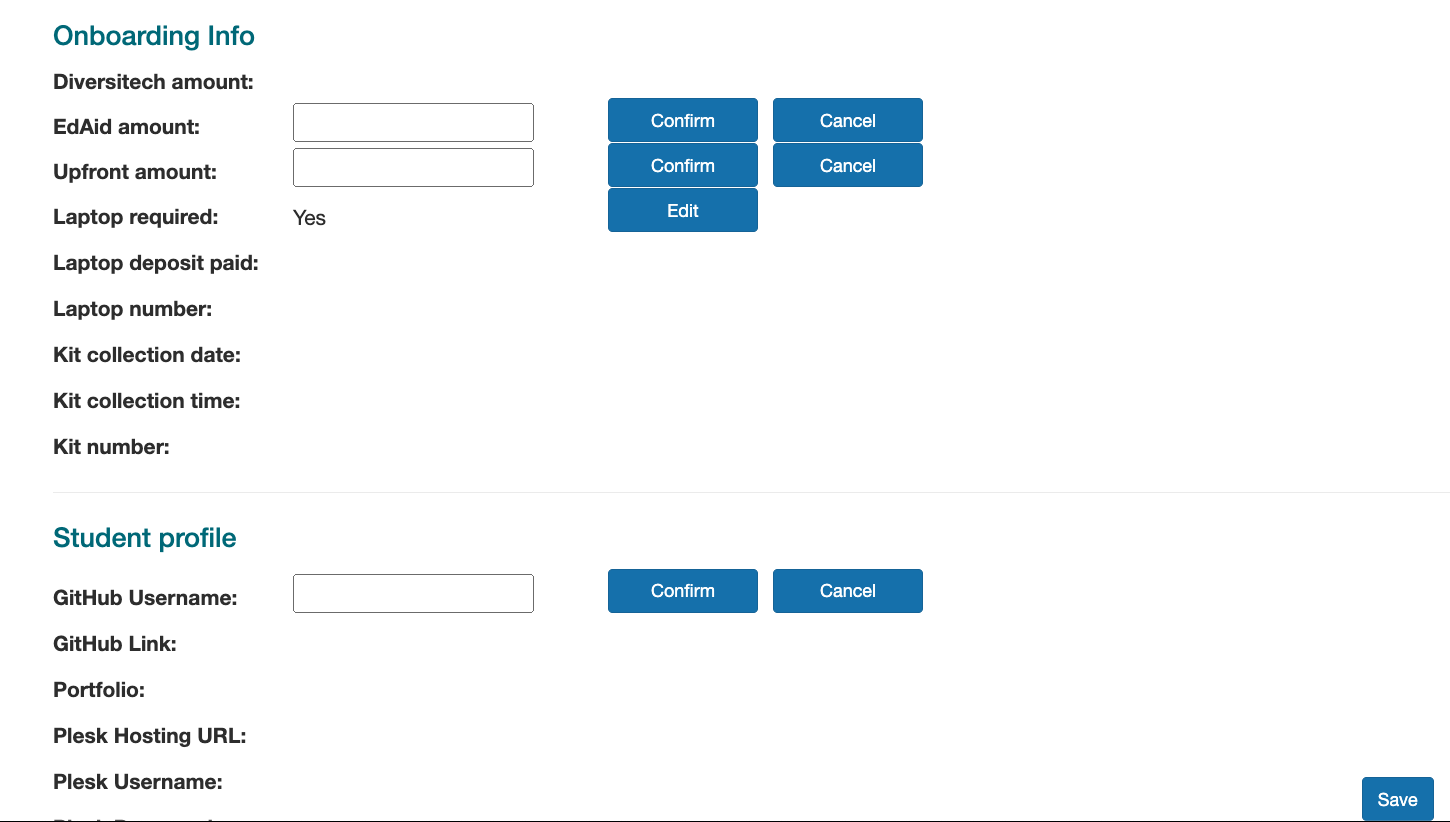 Onboarding Info
Diversitech amount:
EdAid amount: Confirm Cancel
Upfront amount: Confirm Cancel
Laptop required: Yes Edit
Laptop deposit paid:
Laptop number:
Kit collection date:
Kit collection time:
Kit number:
Student profile
GitHub Username: Confirm Cancel
GitHub Link:
Portfolio:
Plesk Hosting URL:
Plesk Username:
Save